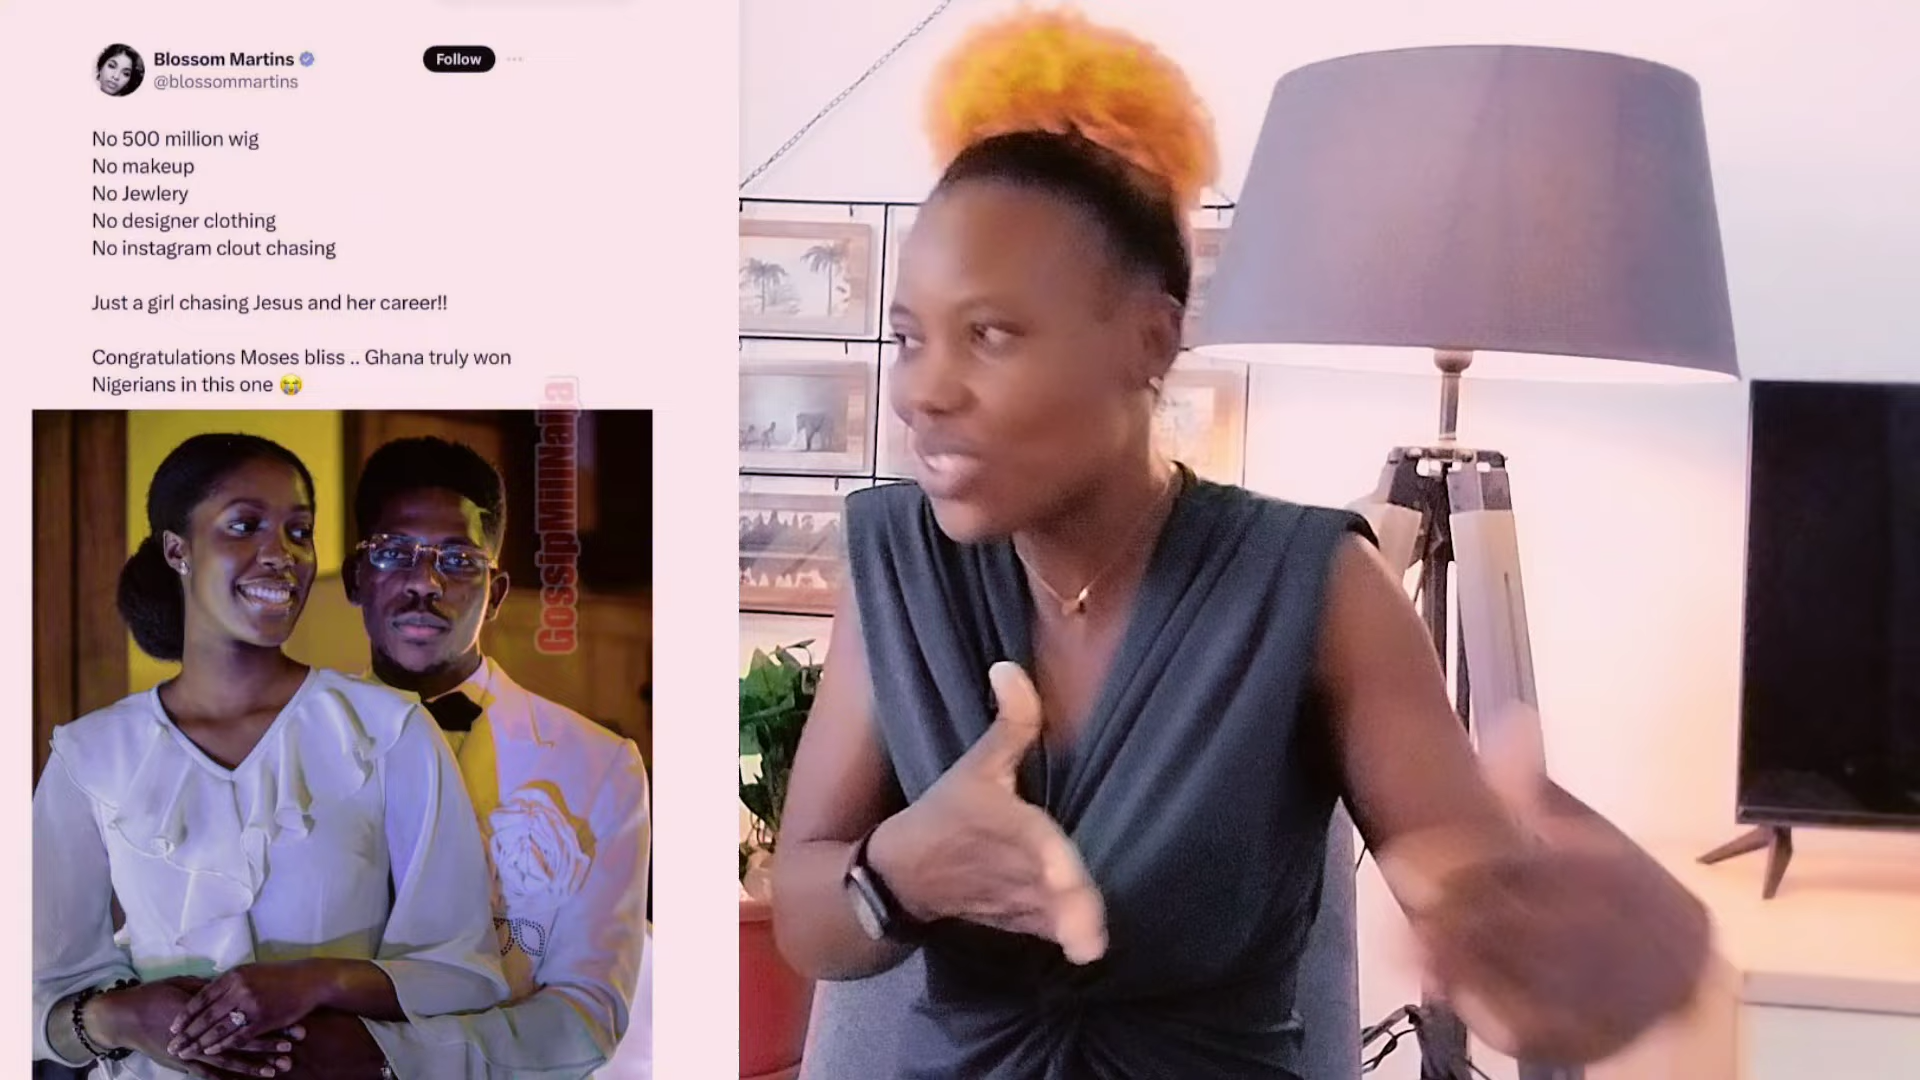 Blossom Martins
@blossommartins
Follow
No 500 million wig
No makeup
No Jewlery
No designer clothing
No instagram clout chasing
Just a girl chasing Jesus and her career!!
Congratulations Moses bliss .. Ghana truly won
Nigerians in this one 😭
GossipMillNaija